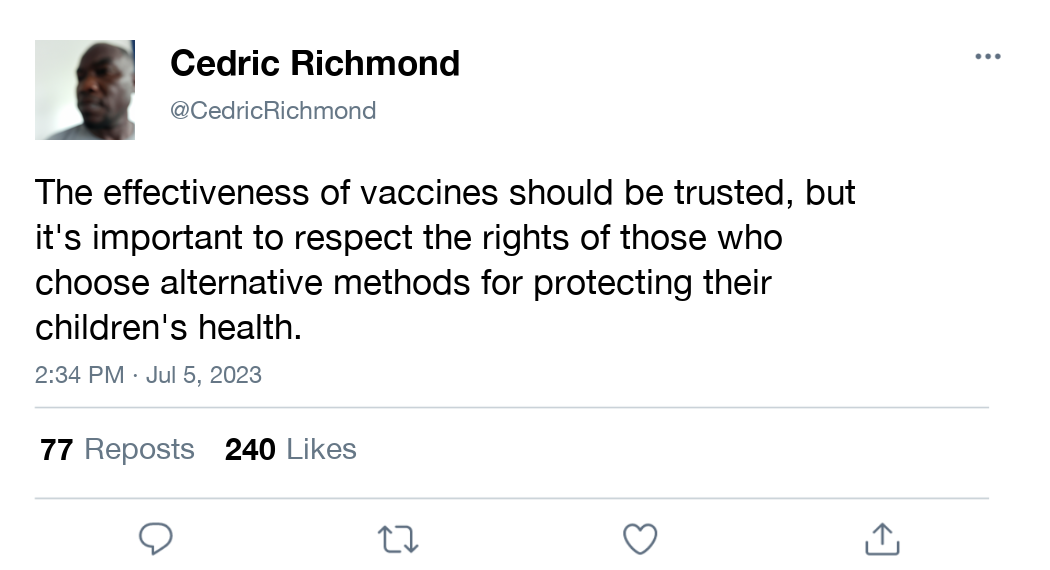 Cedric Richmond
@CedricRichmond
The effectiveness of vaccines should be trusted, but
it's important to respect the rights of those who
choose alternative methods for protecting their
children's health.
2:34 PM · Jul 5, 2023
77 Reposts 240 Likes